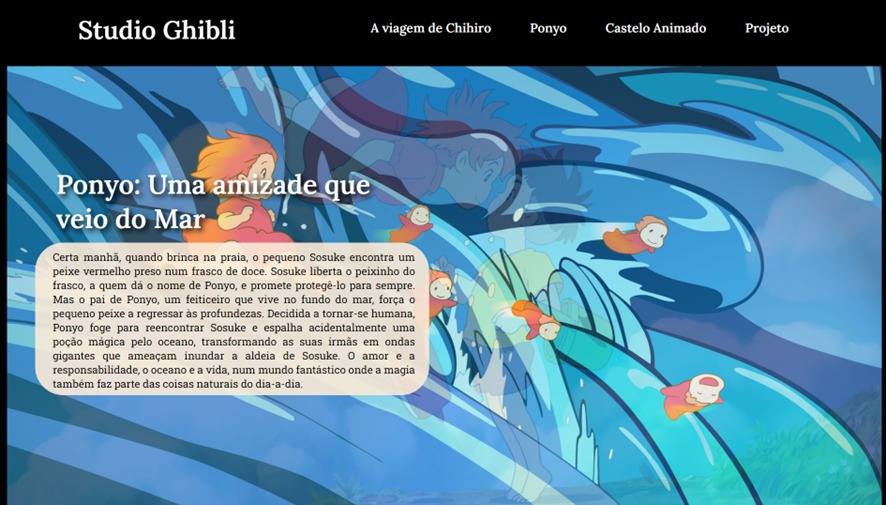 Studio Ghibli
A viagem de Chihiro
Ponyo
Castelo Animado
Projeto
Ponyo: Uma amizade que
veio do Mar
Certa manhã, quando brinca na praia, o pequeno Sosuke encontra um
peixe vermelho preso num frasco de doce. Sosuke liberta o peixinho do
frasco, a quem dá o nome de Ponyo, e promete protegê-lo para sempre.
Mas o pai de Ponyo, um feiticeiro que vive no fundo do mar, força o
pequeno peixe a regressar às profundezas. Decidida a tornar-se humana,
Ponyo foge para reencontrar Sosuke e espalha acidentalmente uma
poção mágica pelo oceano, transformando as suas irmãs em ondas
gigantes que ameaçam inundar a aldeia de Sosuke. O amor e a
responsabilidade, o oceano e a vida, num mundo fantástico onde a magia
também faz parte das coisas naturais do dia-a-dia.